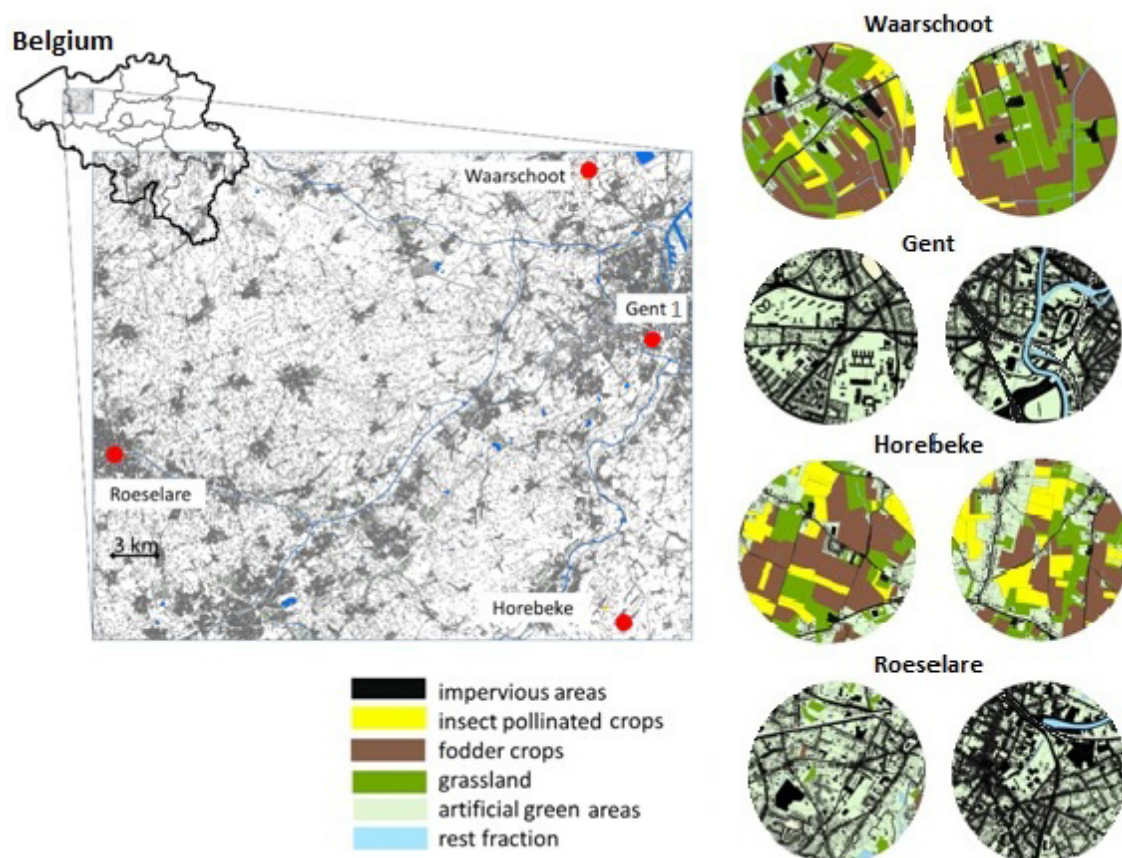 Belgium
Waarschoot
Gent 1
Roeselare
3 km
Horebeke
impervious areas
insect pollinated crops
fodder crops
grassland
artificial green areas
rest fraction
Waarschoot
Gent
Horebeke
Roeselare